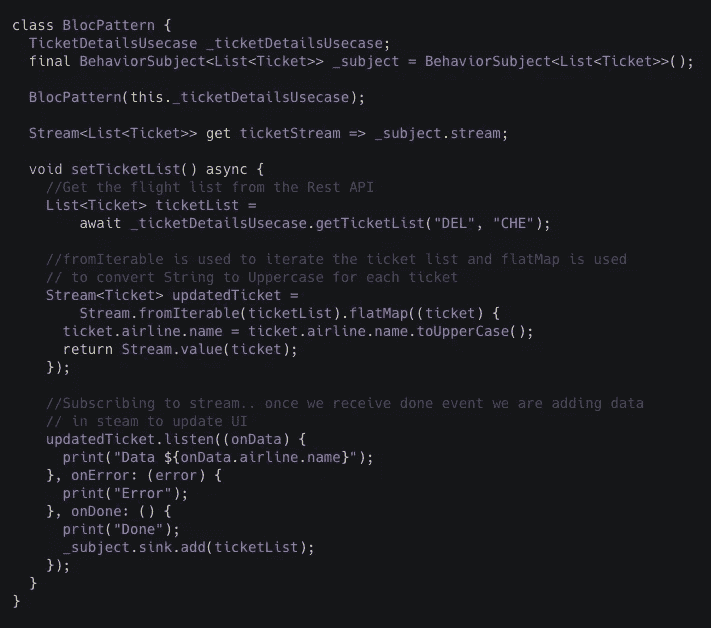 class BlocPattern {
  TicketDetailsUsecase _ticketDetailsUsecase;
  final BehaviorSubject<List<Ticket>> _subject = BehaviorSubject<List<Ticket>>();

  BlocPattern(this._ticketDetailsUsecase);

  Stream<List<Ticket>> get ticketStream => _subject.stream;

  void setTicketList() async {
    //Get the flight list from the Rest API
    List<Ticket> ticketList =
        await _ticketDetailsUsecase.getTicketList("DEL", "CHE");

    //fromIterable is used to iterate the ticket list and flatMap is used
    // to convert String to Uppercase for each ticket
    Stream<Ticket> updatedTicket =
        Stream.fromIterable(ticketList).flatMap((ticket) {
      ticket.airline.name = ticket.airline.name.toUpperCase();
      return Stream.value(ticket);
    });

    //Subscribing to stream.. once we receive done event we are adding data
    // in steam to update UI
    updatedTicket.listen((onData) {
      print("Data ${onData.airline.name}");
    }, onError: (error) {
      print("Error");
    }, onDone: () {
      print("Done");
      _subject.sink.add(ticketList);
    });
  }
}